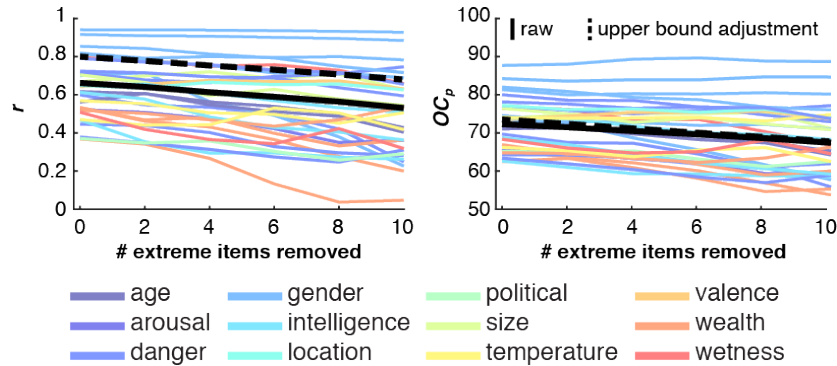 raw upper bound adjustment
r
1
0.8
0.6
0.4
0.2
0
0 2 4 6 8 10
# extreme items removed
OCp
100
90
80
70
60
50
0 2 4 6 8 10
# extreme items removed
age gender political valence
arousal intelligence size wealth
danger location temperature wetness